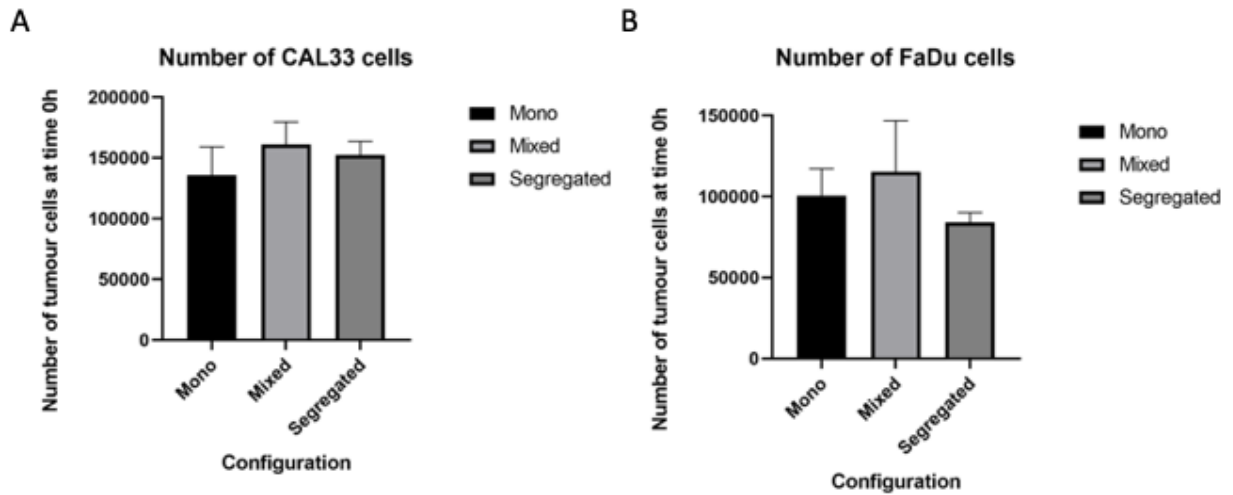 A
Number of CAL33 cells
Number of tumour cells at time 0h
200000
150000
100000
50000
0
Mono
Mixed
Segregated
Configuration
Mono
Mixed
Segregated
B
Number of FaDu cells
Number of tumour cells at time 0h
150000
100000
50000
0
Mono
Mixed
Segregated
Configuration
Mono
Mixed
Segregated